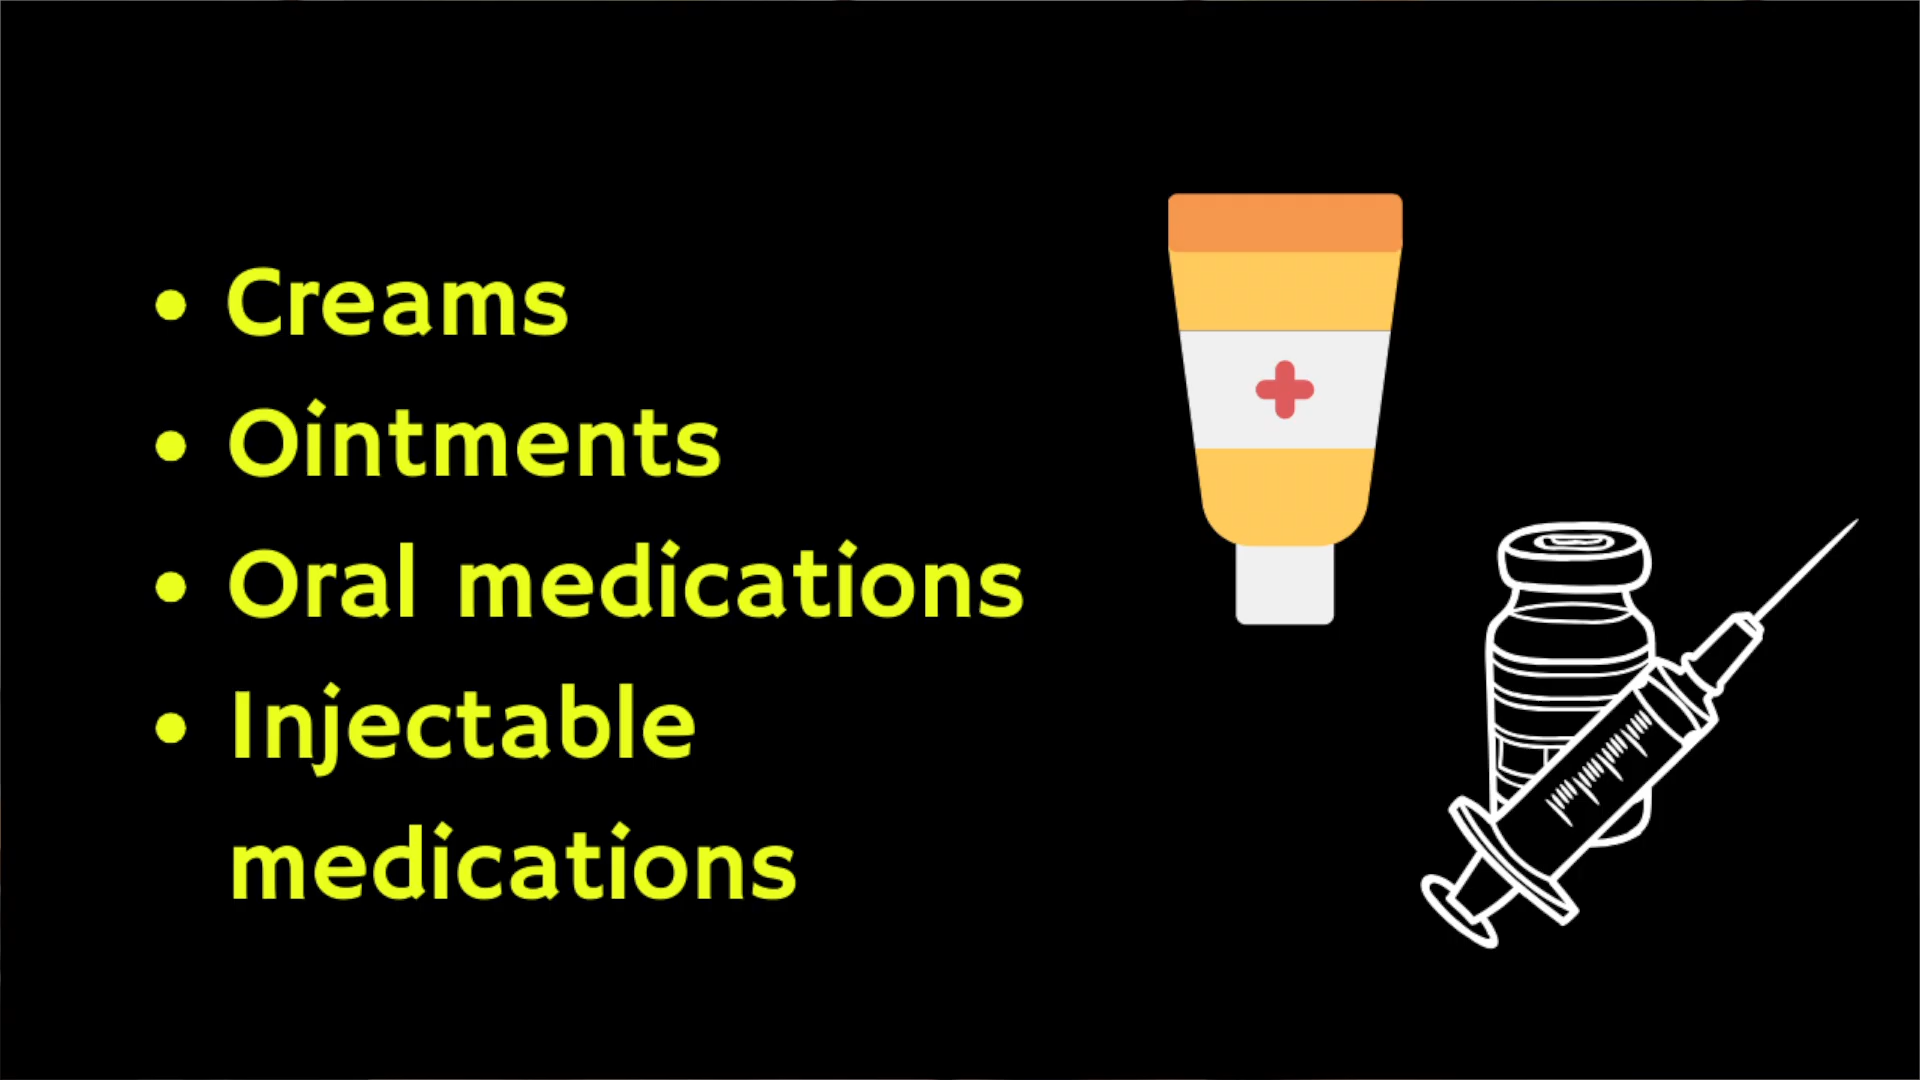 • Creams
• Ointments
• Oral medications
• Injectable
medications